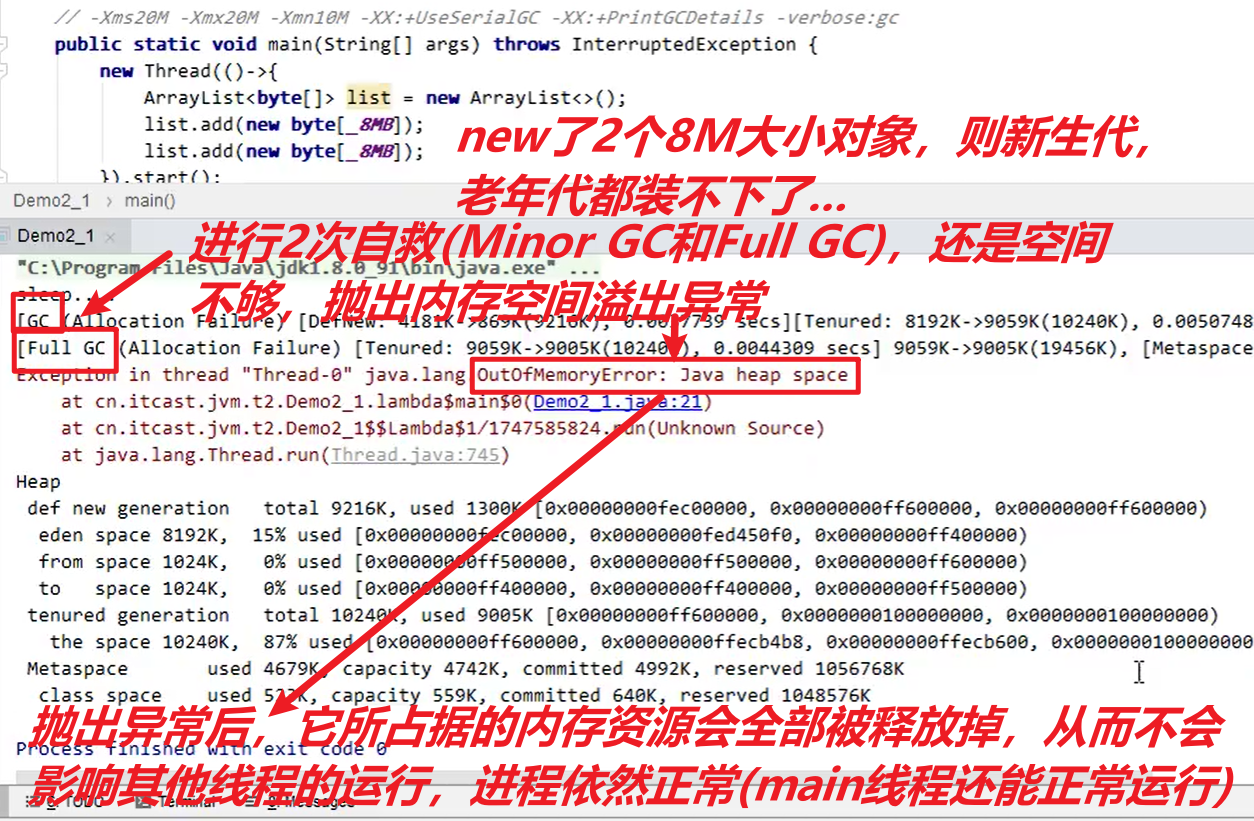 // -Xms20M -Xmx20M -Xmn10M -XX:+UseSerialGC -XX:+PrintGCDetails -verbose:gc
public static void main(String[] args) throws InterruptedException {
new Thread(()->{
ArrayList<byte[]> list = new ArrayList<>();
list.add(new byte[_8MB]);
list.add(new byte[_8MB]);
}).start();
new了2个8M大小对象，则新生代，
老年代都装不下了...
Demo2_1 › main()
Demo2_1 ×
进行2次自救(Minor GC和Full GC)，还是空间
不够，抛出内存空间溢出异常
"C:\Program Files\Java\jdk1.8.0_91\bin\java.exe" ...
sleep....
[GC (Allocation Failure) [DefNew: 4181K->869K(9216K), secs][Tenured: 8192K->9059K(10240K), 0.0050748
[Full GC (Allocation Failure) [Tenured: 9059K->9005K(10240K), 0.0044309 secs] 9059K->9005K(19456K), [Metaspace
Exception in thread "Thread-0" java.lang OutOfMemoryError: Java heap space
at cn.itcast.jvm.t2.Demo2_1.lambda$main$0(Demo2_1.java:21)
at cn.itcast.jvm.t2.Demo2_1$$Lambda$1/1747585824.run(Unknown Source)
at java.lang.Thread.run(Thread.java:745)
Heap
def new generation total 9216K, used 1300K [0x00000000fec00000, 0x00000000ff600000, 0x00000000ff600000)
eden space 8192K, 15% used [0x00000000fec00000, 0x00000000fed450f0, 0x00000000ff400000)
from space 1024K, 0% used [0x00000000ff500000, 0x00000000ff500000, 0x00000000ff600000)
to space 1024K, 0% used [0x00000000ff400000, 0x00000000ff400000, 0x00000000ff500000)
tenured generation total 10240K, used 9005K [0x00000000ff600000, 0x0000000100000000, 0x0000000100000000)
the space 10240K, 87% used [0x00000000ff600000, 0x00000000ffecb4b8, 0x00000000ffecb600, 0x0000000100000000
Metaspace used 4679K, capacity 4742K, committed 4992K, reserved 1056768K
class space used capacity 559K, committed 640K, reserved 1048576K
抛出异常后，它所占据的内存资源会全部被释放掉，从而不会
Process finished with exit code 0
影响其他线程的运行，进程依然正常(main线程还能正常运行)
6: TODO Terminal 0: Messages